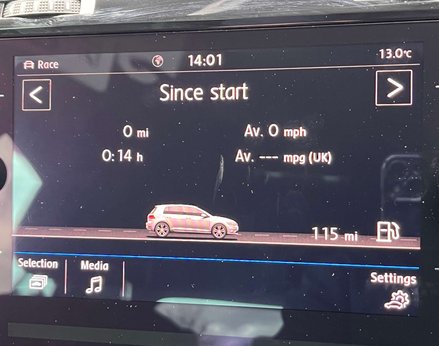 Race 14:01 13.0°C
< Since start >
0 mi Av. 0 mph
0:14 h Av. --- mpg (UK)
115 mi
Selection Media Settings